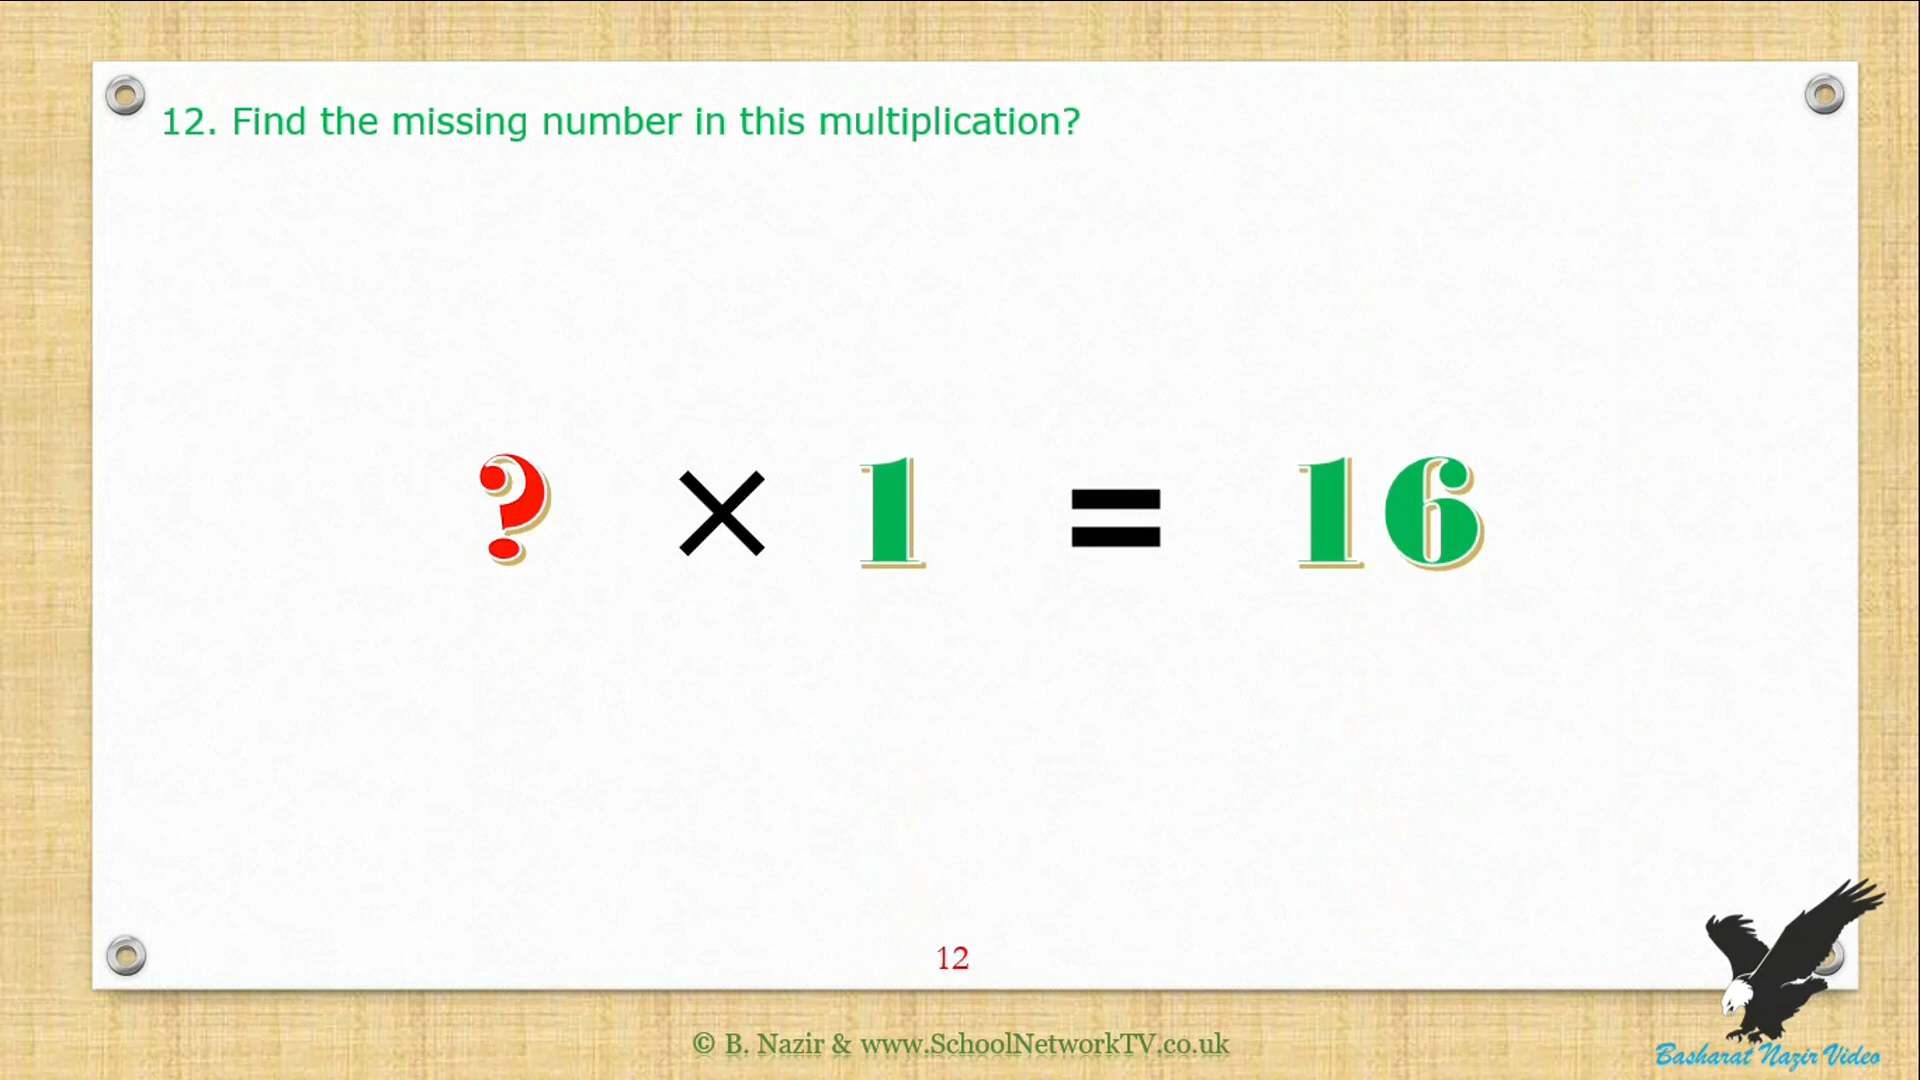 12. Find the missing number in this multiplication?
? × 1 = 16
12
© B. Nazir & www.SchoolNetworkTV.co.uk
Basharat Nazir Video